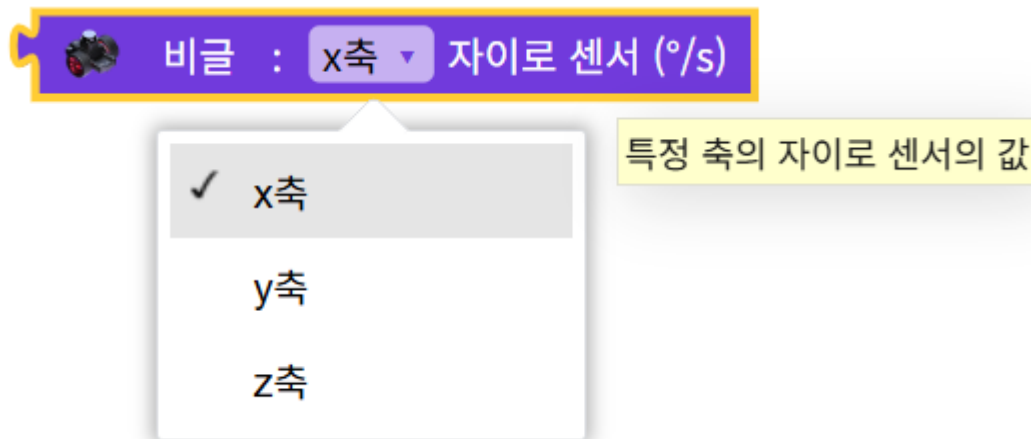 비글 : x축 ▾ 자이로 센서 (°/s)
특정 축의 자이로 센서의 값
✓ x축
y축
z축